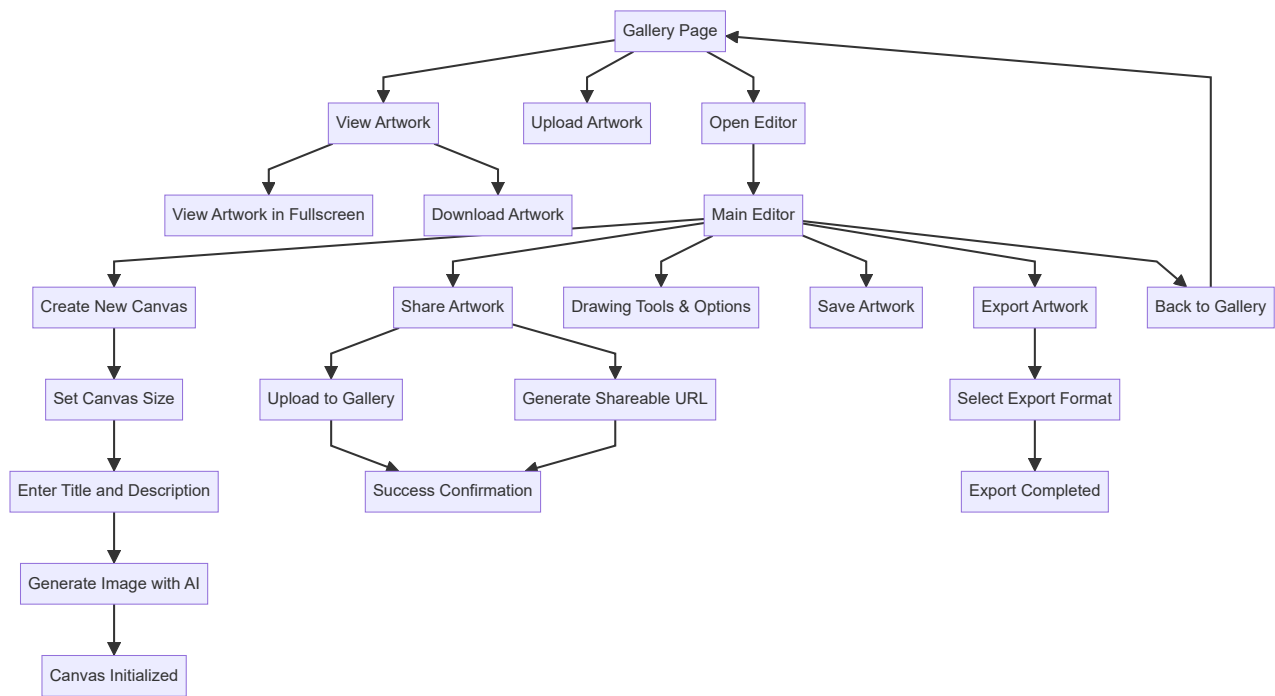 Gallery Page
View Artwork
Upload Artwork
Open Editor
View Artwork in Fullscreen
Download Artwork
Main Editor
Create New Canvas
Share Artwork
Drawing Tools & Options
Save Artwork
Export Artwork
Back to Gallery
Set Canvas Size
Upload to Gallery
Generate Shareable URL
Select Export Format
Enter Title and Description
Success Confirmation
Export Completed
Generate Image with AI
Canvas Initialized